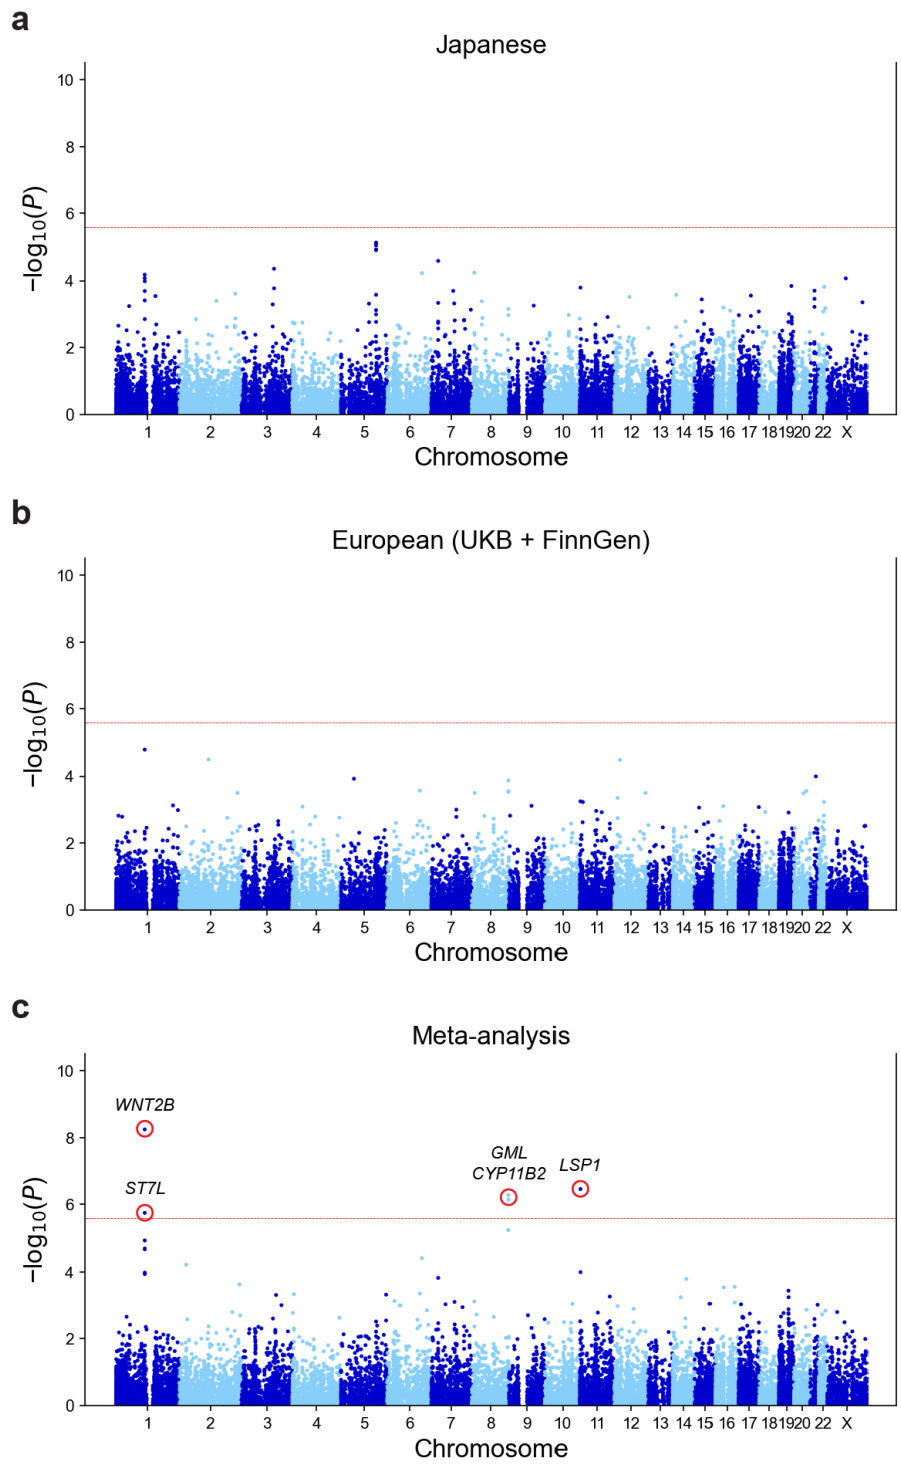 a
Japanese
10
8
6
4
2
0
−log10(P)
1 2 3 4 5 6 7 8 9 10 11 12 13 14 15 16 17 18 19 20 22 X
Chromosome
b
European (UKB + FinnGen)
10
8
6
4
2
0
−log10(P)
1 2 3 4 5 6 7 8 9 10 11 12 13 14 15 16 17 18 19 20 22 X
Chromosome
c
Meta-analysis
10
8
6
4
2
0
−log10(P)
WNT2B
ST7L
GML
CYP11B2
LSP1
1 2 3 4 5 6 7 8 9 10 11 12 13 14 15 16 17 18 19 20 22 X
Chromosome